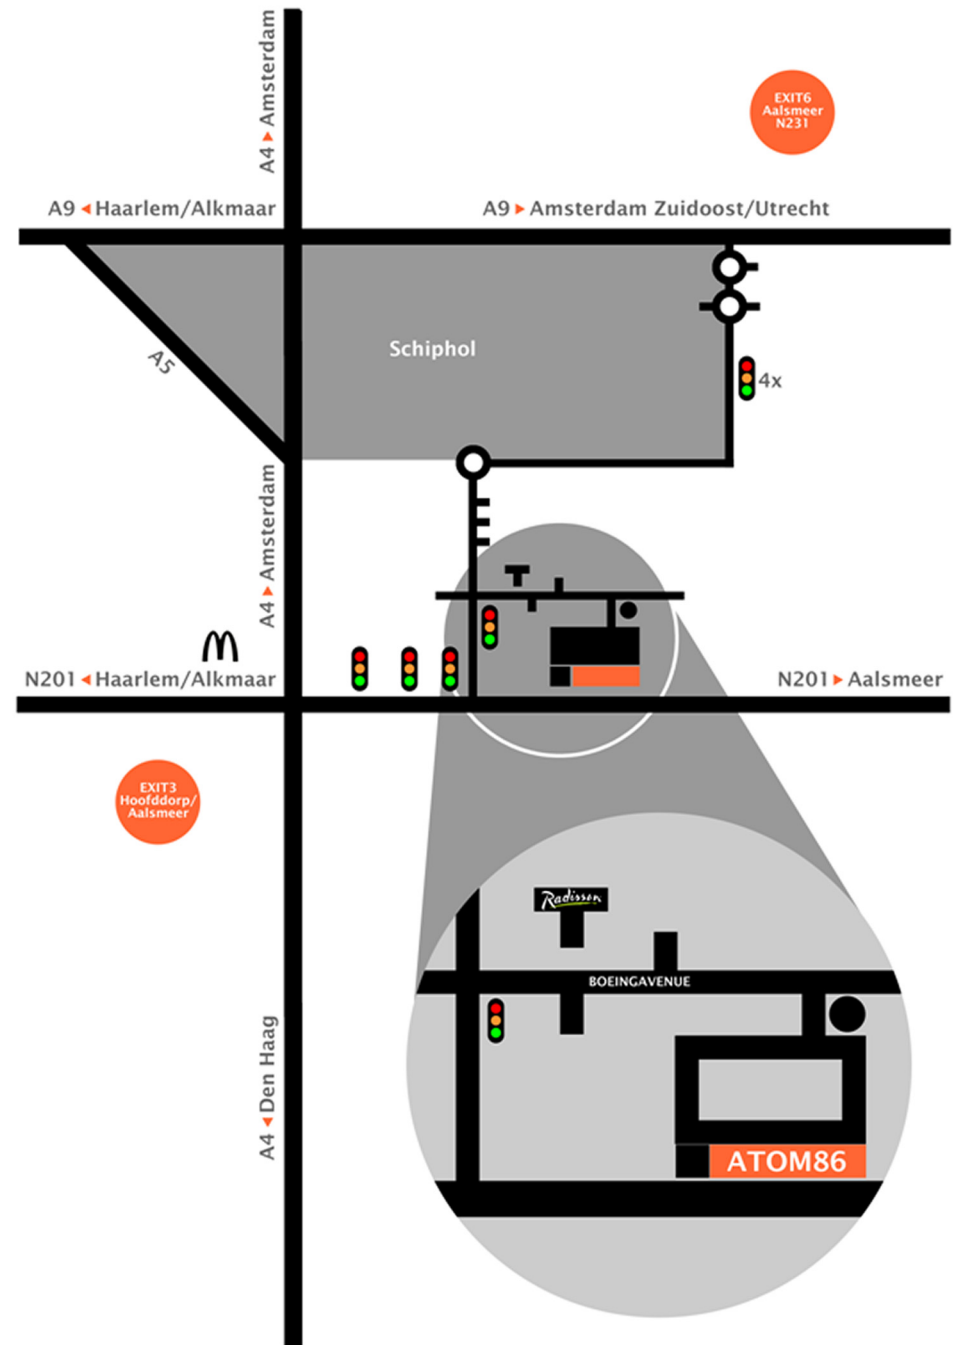 A4 ▶ Amsterdam
EXIT6
Aalsmeer
N231
A9 ◀ Haarlem/Alkmaar
A9 ▶ Amsterdam Zuidoost/Utrecht
Schiphol
A5
4x
A4 ▶ Amsterdam
N201 ◀ Haarlem/Alkmaar
N201 ▶ Aalsmeer
EXIT3
Hoofddorp/
Aalsmeer
Radisson
BOEINGAVENUE
A4 ◀ Den Haag
ATOM86